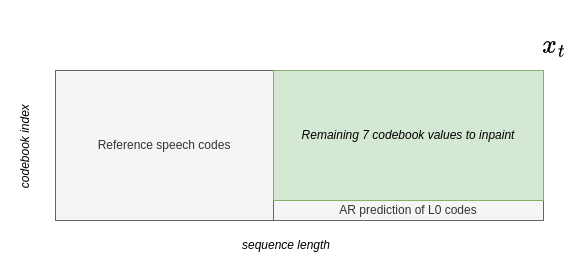 x_t
codebook index
Reference speech codes
Remaining 7 codebook values to inpaint
AR prediction of L0 codes
sequence length